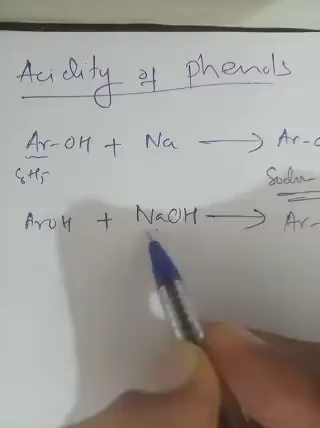 Acidity of phenols
Ar-OH + Na → Ar-
C6H5
ArOH + NaOH → Ar-